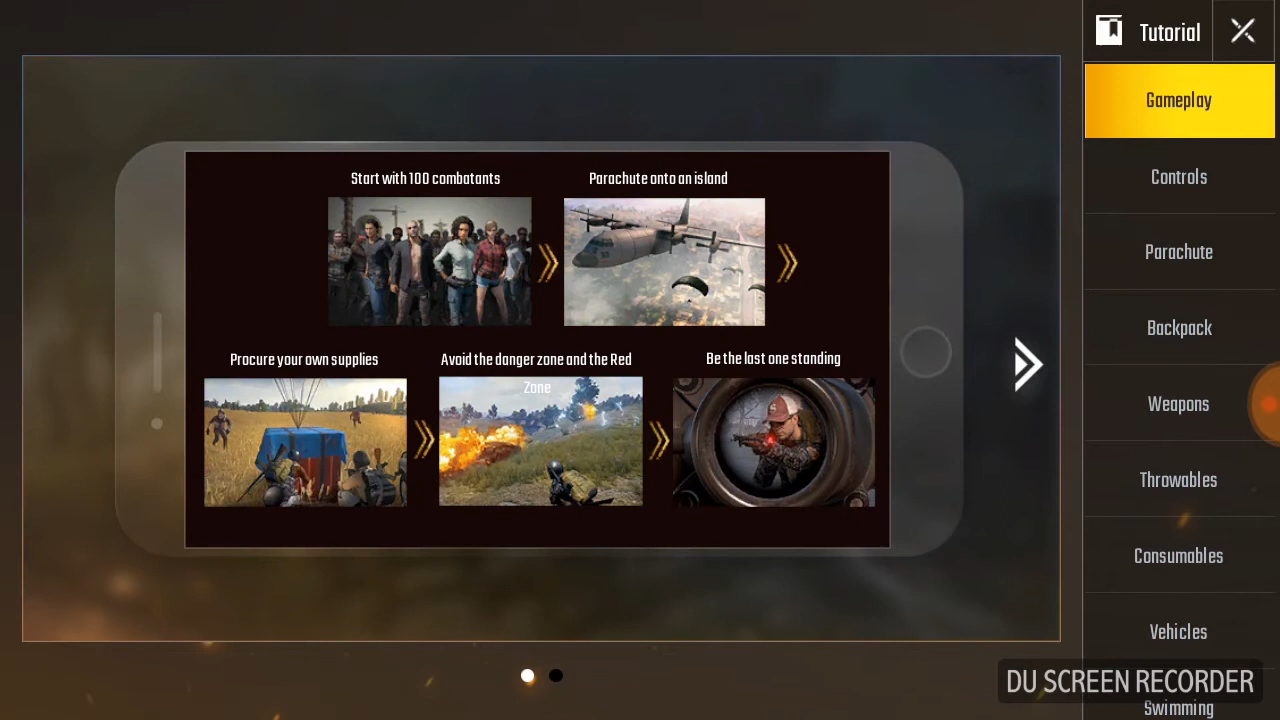 Tutorial
Gameplay
Start with 100 combatants
Parachute onto an island
Controls
Parachute
Procure your own supplies
Avoid the danger zone and the Red
Zone
Be the last one standing
Backpack
Weapons
Throwables
Consumables
Vehicles
DU SCREEN RECORDER
Swimming